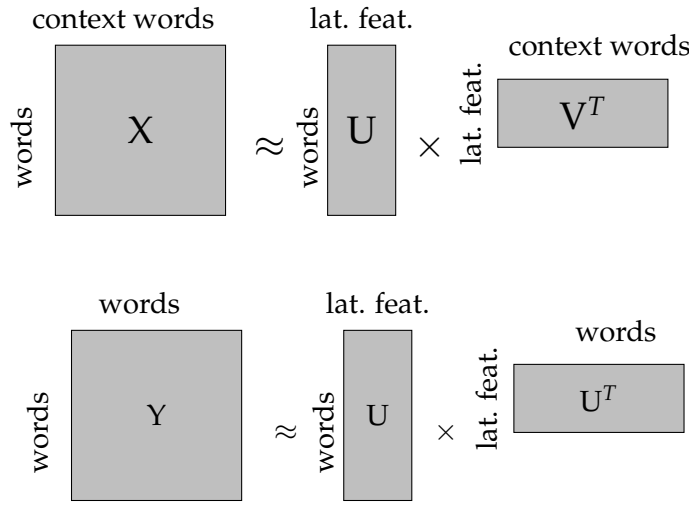 context words lat. feat.
context words
words X ≈ words U × lat. feat. V^T
words lat. feat.
words
words Y ≈ words U × lat. feat. U^T